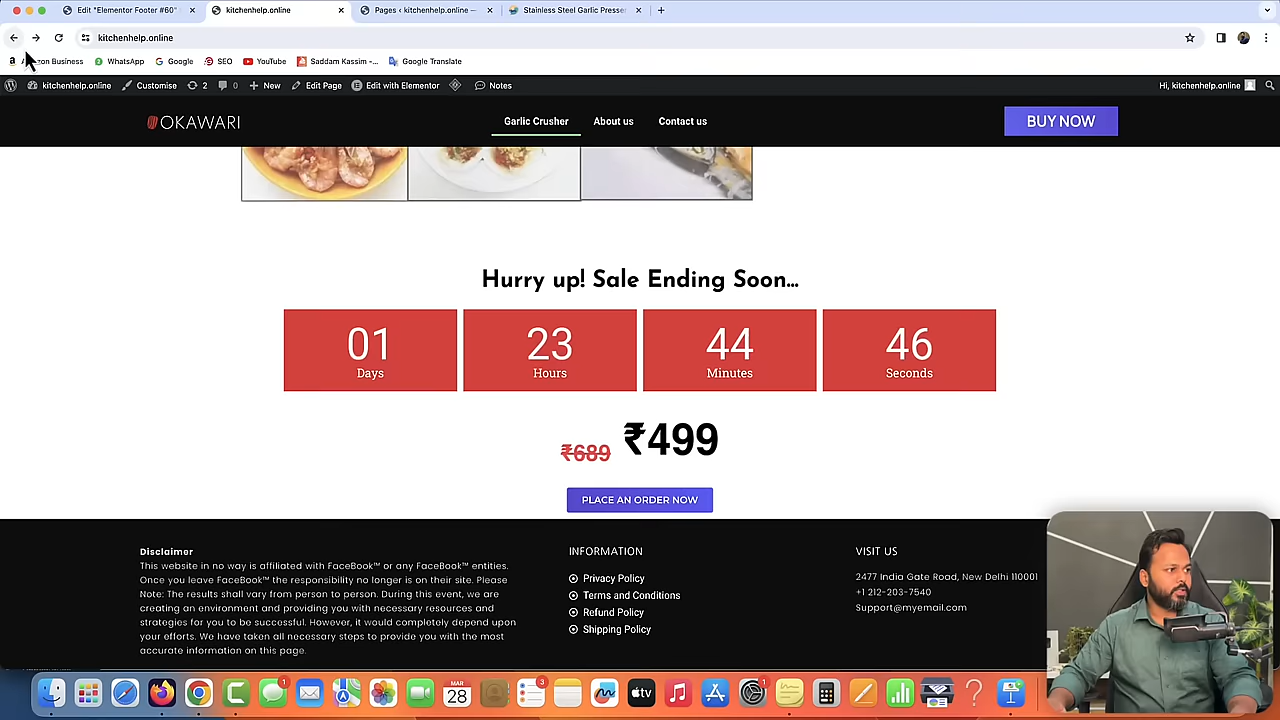 Edit "Elementor Footer #60"
kitchenhelp.online
Pages ‹ kitchenhelp.online —
Stainless Steel Garlic Presser
kitchenhelp.online
Business
WhatsApp
Google
SEO
YouTube
Saddam Kassim -...
Google Translate
kitchenhelp.online
Customise
2
0
New
Edit Page
Edit with Elementor
Notes
Hi, kitchenhelp.online
OKAWARI
Garlic Crusher
About us
Contact us
BUY NOW
Hurry up! Sale Ending Soon...
01
Days
23
Hours
44
Minutes
46
Seconds
₹689 ₹499
PLACE AN ORDER NOW
Disclaimer
This website in no way is affiliated with FaceBook™ or any FaceBook™ entities.
Once you leave FaceBook™ the responsibility no longer is on their site. Please
Note: The results shall vary from person to person. During this event, we are
creating an environment and providing you with necessary resources and
strategies for you to be successful. However, it would completely depend upon
your efforts. We have taken all necessary steps to provide you with the most
accurate information on this page.
INFORMATION
Privacy Policy
Terms and Conditions
Refund Policy
Shipping Policy
VISIT US
2477 India Gate Road, New Delhi 110001
+1 212-203-7540
Support@myemail.com
1
MAR
28
3
tv
1